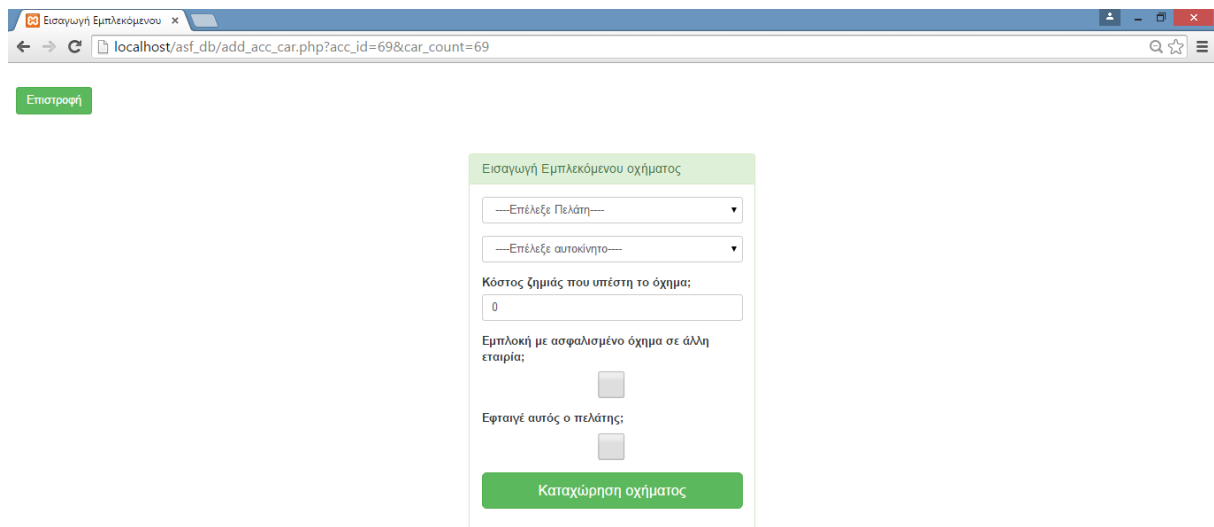 Εισαγωγή Εμπλεκόμενου
localhost/asf_db/add_acc_car.php?acc_id=69&car_count=69
Επιστροφή
Εισαγωγή Εμπλεκόμενου οχήματος
----Επέλεξε Πελάτη----
----Επέλεξε αυτοκίνητο----
Κόστος ζημιάς που υπέστη το όχημα;
0
Εμπλοκή με ασφαλισμένο όχημα σε άλλη
εταιρία;
Εφταιγέ αυτός ο πελάτης;
Καταχώρηση οχήματος